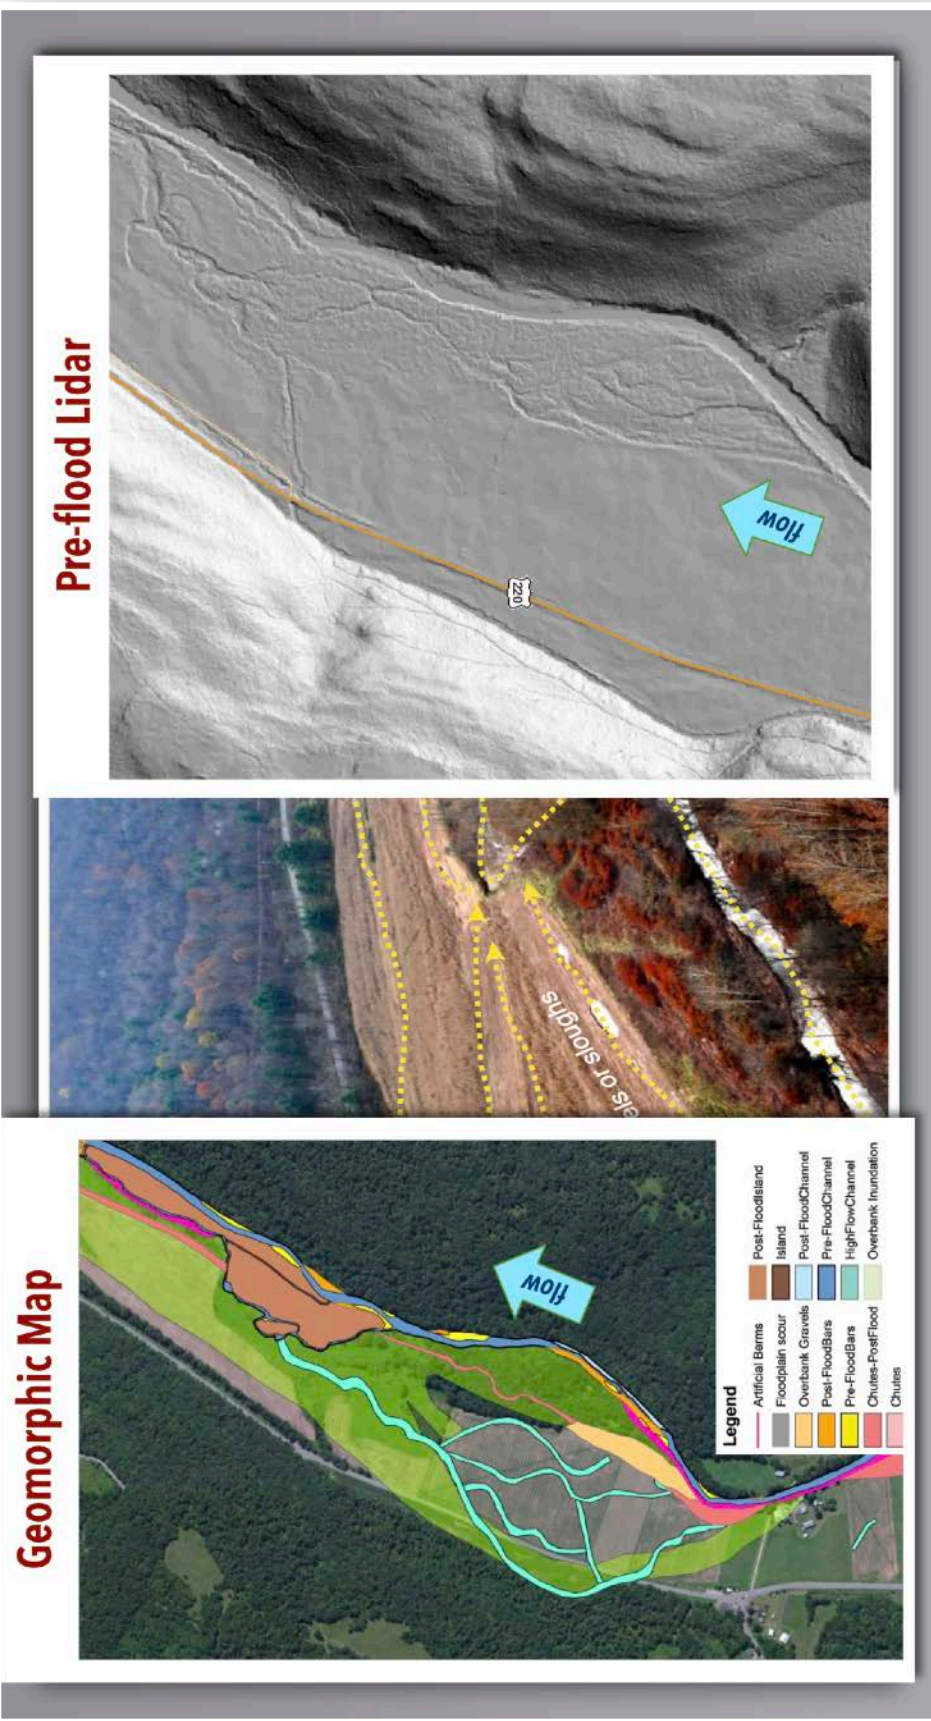 Pre-flood Lidar
flow
220
els or sloughs
Geomorphic Map
flow
Legend
Artificial Berms
Floodplain scour
Overbank Gravels
Post-FloodBars
Pre-FloodBars
Chutes-PostFlood
Chutes
Post-FloodIsland
Island
Post-FloodChannel
Pre-FloodChannel
HighFlowChannel
Overbank Inundation